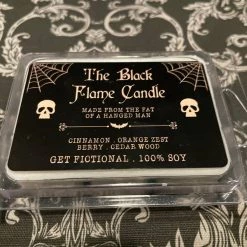 The Black
Flame Candle
MADE FROM THE FAT
OF A HANGED MAN
CINNAMON . ORANGE ZEST
BERRY . CEDAR WOOD
GET FICTIONAL . 100% SOY